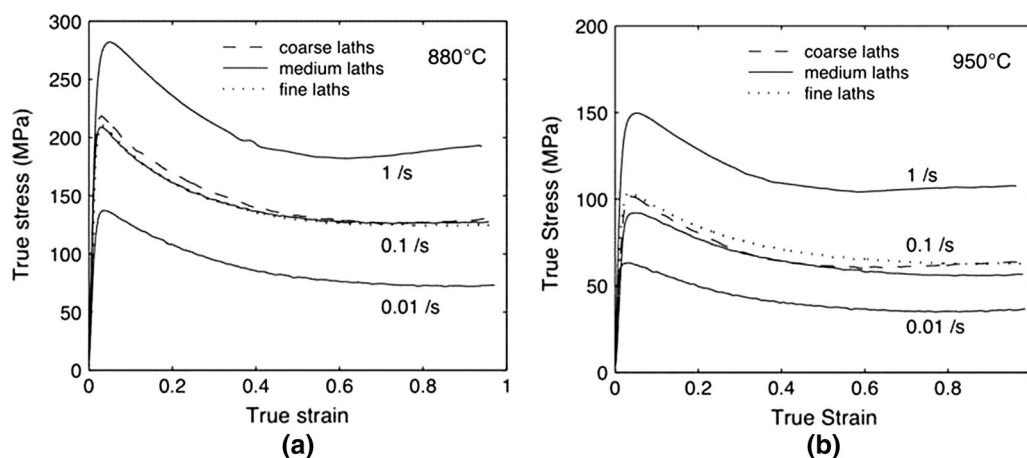 300
250
200
150
100
50
0
True stress (MPa)
coarse laths
medium laths
fine laths
880°C
1 /s
0.1 /s
0.01 /s
0 0.2 0.4 0.6 0.8 1
True strain
(a)
200
150
100
50
0
True Stress (MPa)
coarse laths
medium laths
fine laths
950°C
1 /s
0.1 /s
0.01 /s
0 0.2 0.4 0.6 0.8
True Strain
(b)